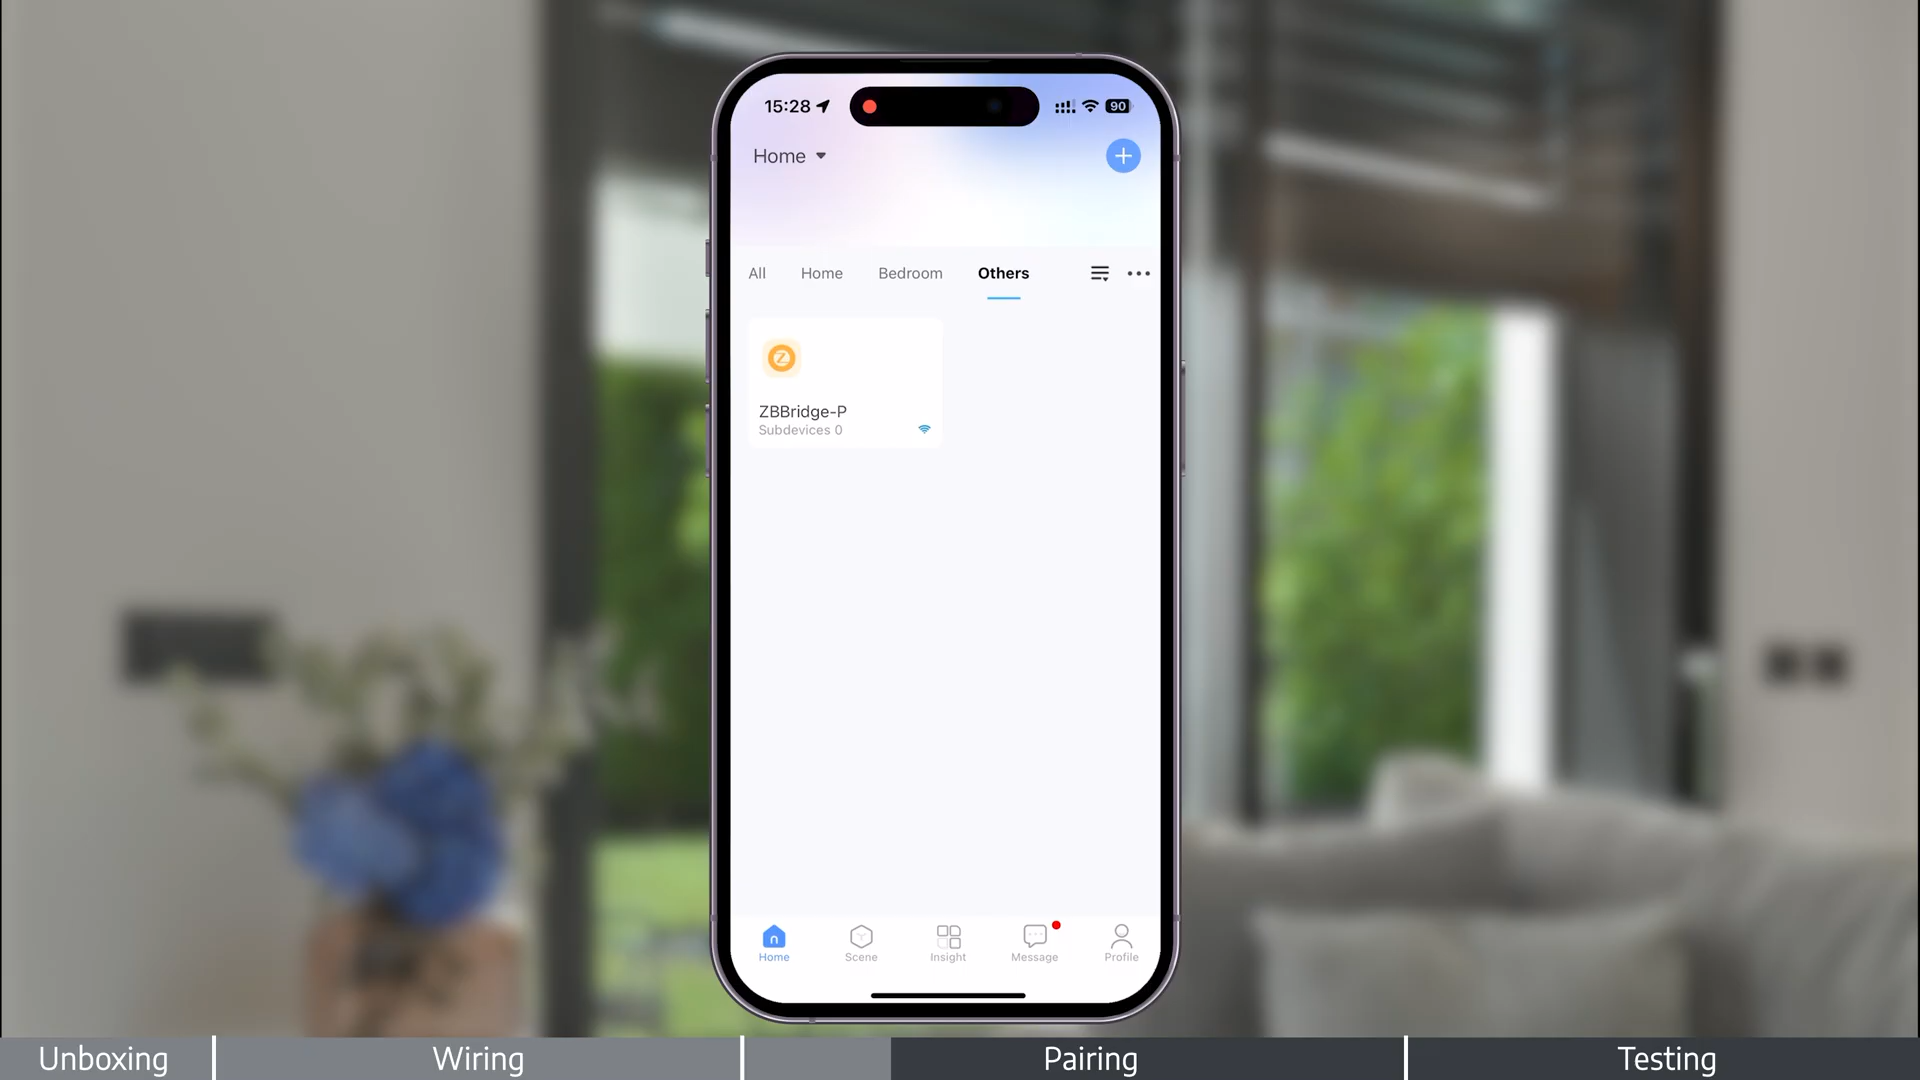 15:28
90
Home
All Home Bedroom Others
Z
ZBBridge-P
Subdevices 0
Home Scene Insight Message Profile
Unboxing Wiring Pairing Testing